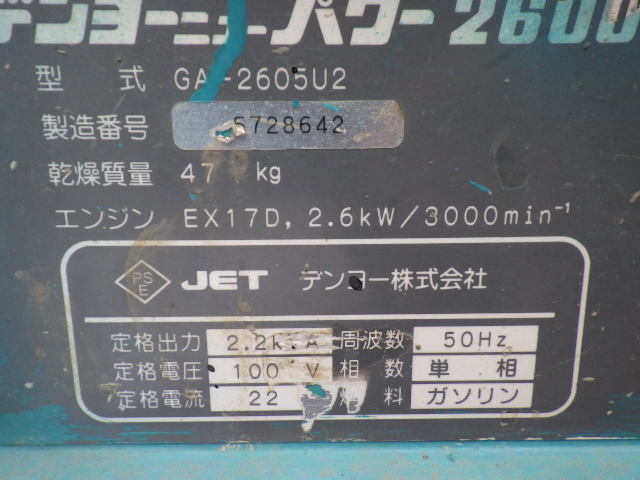 デンヨーニューパワー2600
型 式 GA-2605U2
製造番号 5728642
乾燥質量 47 kg
エンジン EX17D, 2.6kW/3000min⁻¹
PSE JET デンヨー株式会社
定格出力 2.2k A 周波数 50Hz
定格電圧 100 V 相数 単相
定格電流 22 燃料 ガソリン